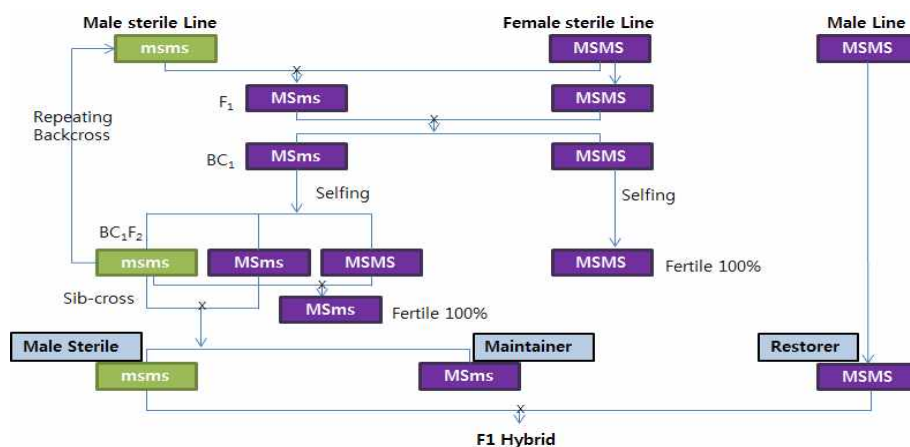 Male sterile Line
Female sterile Line
Male Line
msms
MSMS
MSMS
x
F1
MSms
MSMS
Repeating
Backcross
x
BC1
MSms
MSMS
Selfing
Selfing
BC1F2
msms
MSms
MSMS
MSMS
Fertile 100%
Sib-cross
x
x
MSms
Fertile 100%
Male Sterile
Maintainer
Restorer
msms
MSms
MSMS
x
F1 Hybrid